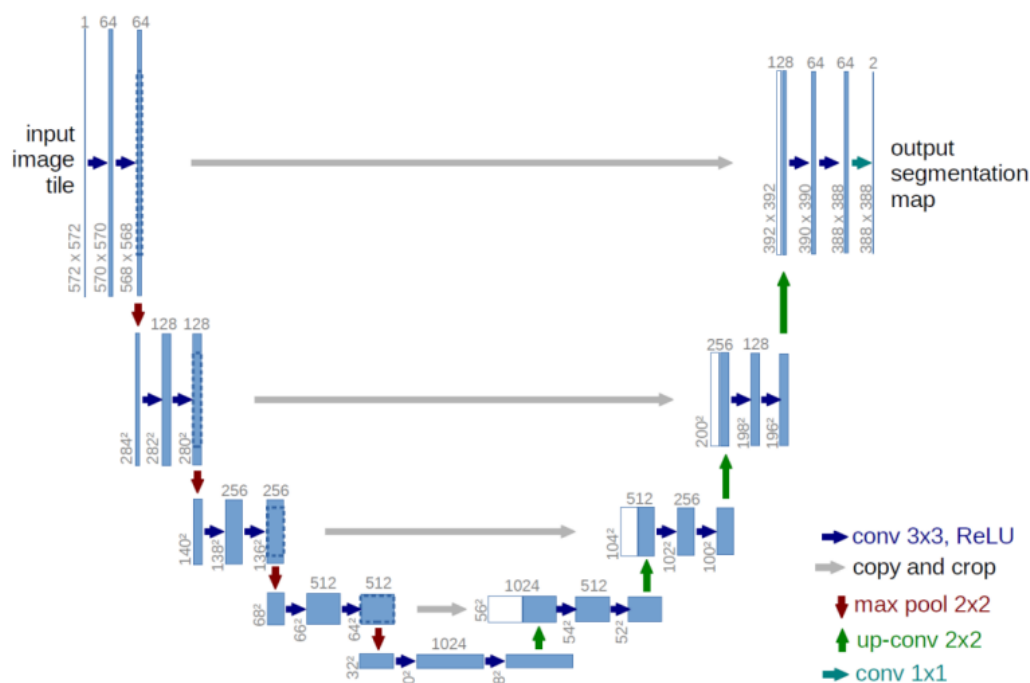 1 64 64
128 64 64 2
input
image
tile
output
segmentation
map
572 x 572
570 x 570
568 x 568
392 x 392
390 x 390
388 x 388
388 x 388
128 128
256 128
284²
282²
280²
200²
198²
196²
256 256
512 256
140²
138²
136²
104²
102²
100²
512 512
1024 512
68²
66²
64²
56²
54²
52²
1024
32²
conv 3x3, ReLU
copy and crop
max pool 2x2
up-conv 2x2
conv 1x1